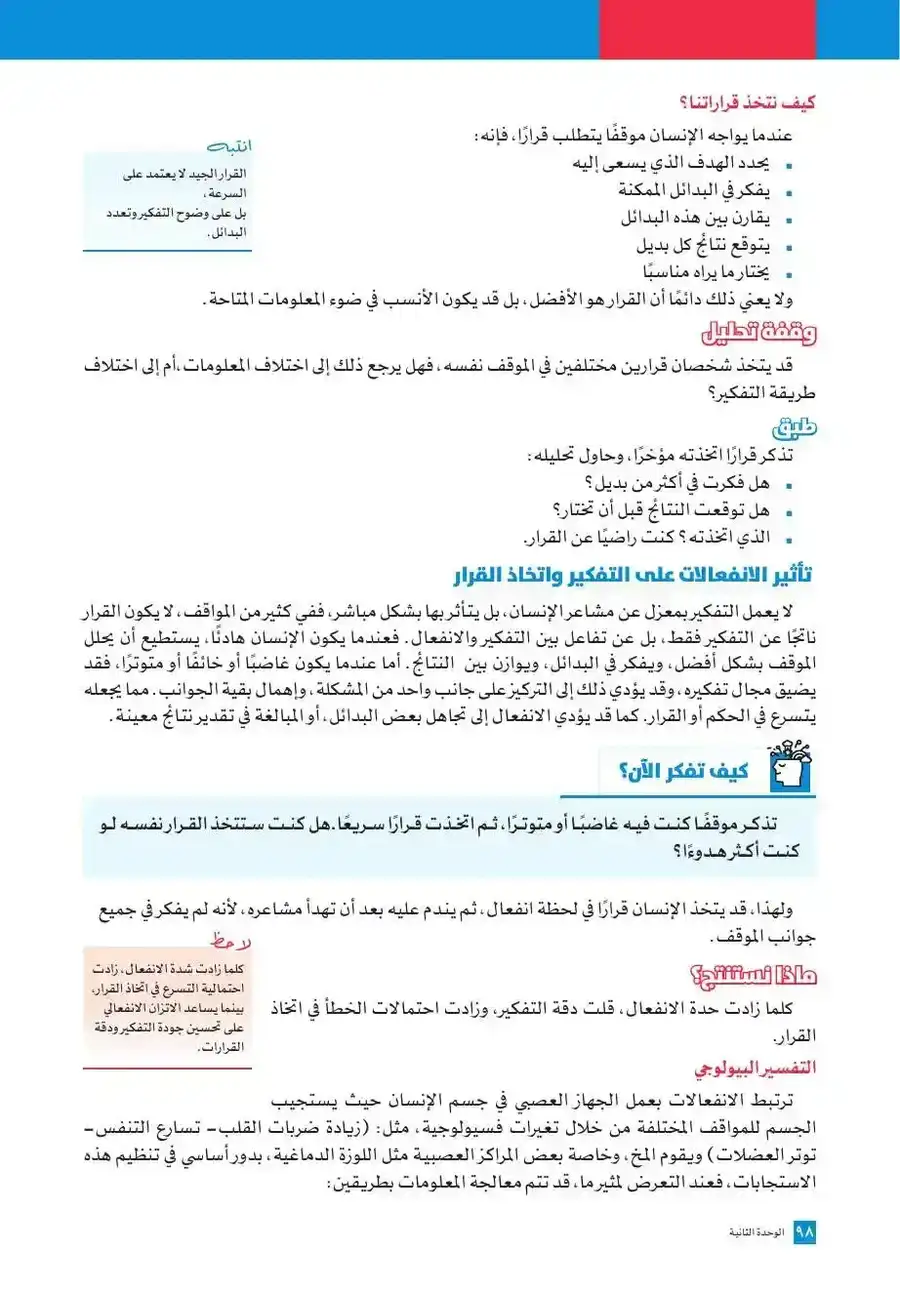 كيف نتخذ قراراتنا؟
عندما يواجه الإنسان موقفًا يتطلب قرارًا، فإنه:
▪ يحدد الهدف الذي يسعى إليه
▪ يفكر في البدائل الممكنة
▪ يقارن بين هذه البدائل
▪ يتوقع نتائج كل بديل
▪ يختار ما يراه مناسبًا
ولا يعني ذلك دائمًا أن القرار هو الأفضل، بل قد يكون الأنسب في ضوء المعلومات المتاحة.
انتبه
القرار الجيد لا يعتمد على
السرعة،
بل على وضوح التفكير وتعدد
البدائل.
وقفة تحليل
قد يتخذ شخصان قرارين مختلفين في الموقف نفسه، فهل يرجع ذلك إلى اختلاف المعلومات،أم إلى اختلاف
طريقة التفكير؟
طبق
تذكر قرارًا اتخذته مؤخرًا، وحاول تحليله:
▪ هل فكرت في أكثر من بديل؟
▪ هل توقعت النتائج قبل أن تختار؟
▪ الذي اتخذته؟ كنت راضيًا عن القرار.
تأثير الانفعالات على التفكير واتخاذ القرار
لا يعمل التفكير بمعزل عن مشاعر الإنسان، بل يتأثر بها بشكل مباشر، ففي كثير من المواقف، لا يكون القرار
ناتجًا عن التفكير فقط، بل عن تفاعل بين التفكير والانفعال. فعندما يكون الإنسان هادئًا، يستطيع أن يحلل
الموقف بشكل أفضل، ويفكر في البدائل، ويوازن بين النتائج. أما عندما يكون غاضبًا أو خائفًا أو متوترًا، فقد
يضيق مجال تفكيره، وقد يؤدي ذلك إلى التركيز على جانب واحد من المشكلة، وإهمال بقية الجوانب. مما يجعله
يتسرع في الحكم أو القرار. كما قد يؤدي الانفعال إلى تجاهل بعض البدائل، أو المبالغة في تقدير نتائج معينة.
كيف تفكر الآن؟
تذكر موقفًا كنت فيه غاضبًا أو متوترًا، ثم اتخذت قرارًا سريعًا.هل كنت ستتخذ القرار نفسه لو
كنت أكثر هدوءًا؟
ولهذا، قد يتخذ الإنسان قرارًا في لحظة انفعال، ثم يندم عليه بعد أن تهدأ مشاعره، لأنه لم يفكر في جميع
جوانب الموقف.
لاحظ
كلما زادت شدة الانفعال، زادت
احتمالية التسرع في اتخاذ القرار،
بينما يساعد الاتزان الانفعالي
على تحسين جودة التفكير ودقة
القرارات.
ماذا نستنتج؟
كلما زادت حدة الانفعال، قلت دقة التفكير، وزادت احتمالات الخطأ في اتخاذ
القرار.
التفسير البيولوجي
ترتبط الانفعالات بعمل الجهاز العصبي في جسم الإنسان حيث يستجيب
الجسم للمواقف المختلفة من خلال تغيرات فسيولوجية، مثل: (زيادة ضربات القلب- تسارع التنفس-
توتر العضلات) ويقوم المخ، وخاصة بعض المراكز العصبية مثل اللوزة الدماغية، بدور أساسي في تنظيم هذه
الاستجابات، فعند التعرض لمثير ما، قد تتم معالجة المعلومات بطريقين:
٩٨ الوحدة الثانية